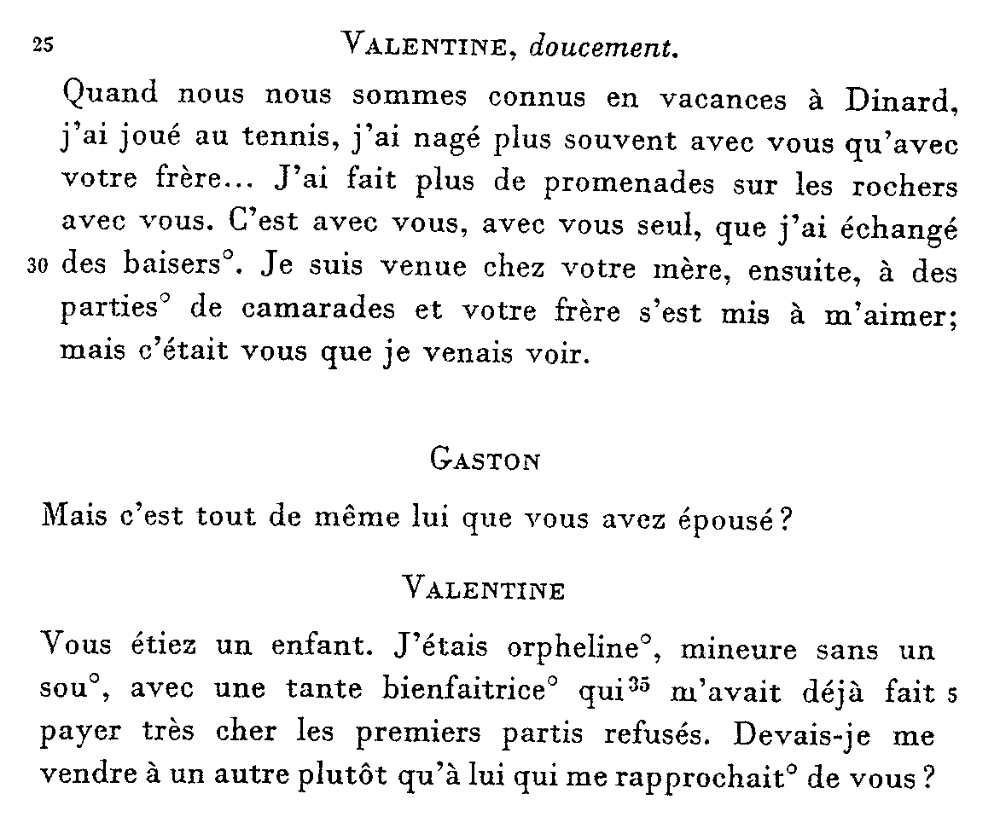 25 VALENTINE, doucement.
Quand nous nous sommes connus en vacances à Dinard,
j'ai joué au tennis, j'ai nagé plus souvent avec vous qu'avec
votre frère... J'ai fait plus de promenades sur les rochers
avec vous. C'est avec vous, avec vous seul, que j'ai échangé
30 des baisers°. Je suis venue chez votre mère, ensuite, à des
parties° de camarades et votre frère s'est mis à m'aimer;
mais c'était vous que je venais voir.
GASTON
Mais c'est tout de même lui que vous avez épousé?
VALENTINE
Vous étiez un enfant. J'étais orpheline°, mineure sans un
sou°, avec une tante bienfaitrice° qui³⁵ m'avait déjà fait 5
payer très cher les premiers partis refusés. Devais-je me
vendre à un autre plutôt qu'à lui qui me rapprochait° de vous?